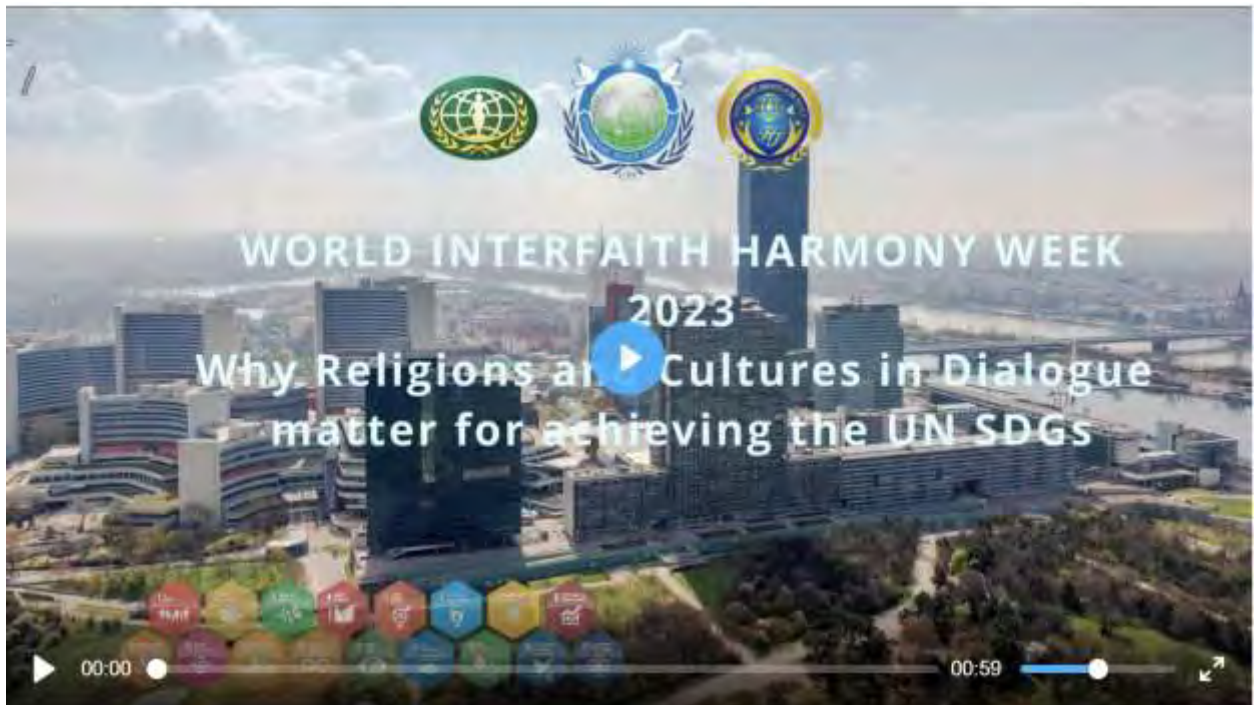 WORLD INTERFAITH HARMONY WEEK
2023
Why Religions and Cultures in Dialogue
matter for achieving the UN SDGs
00:00
00:59